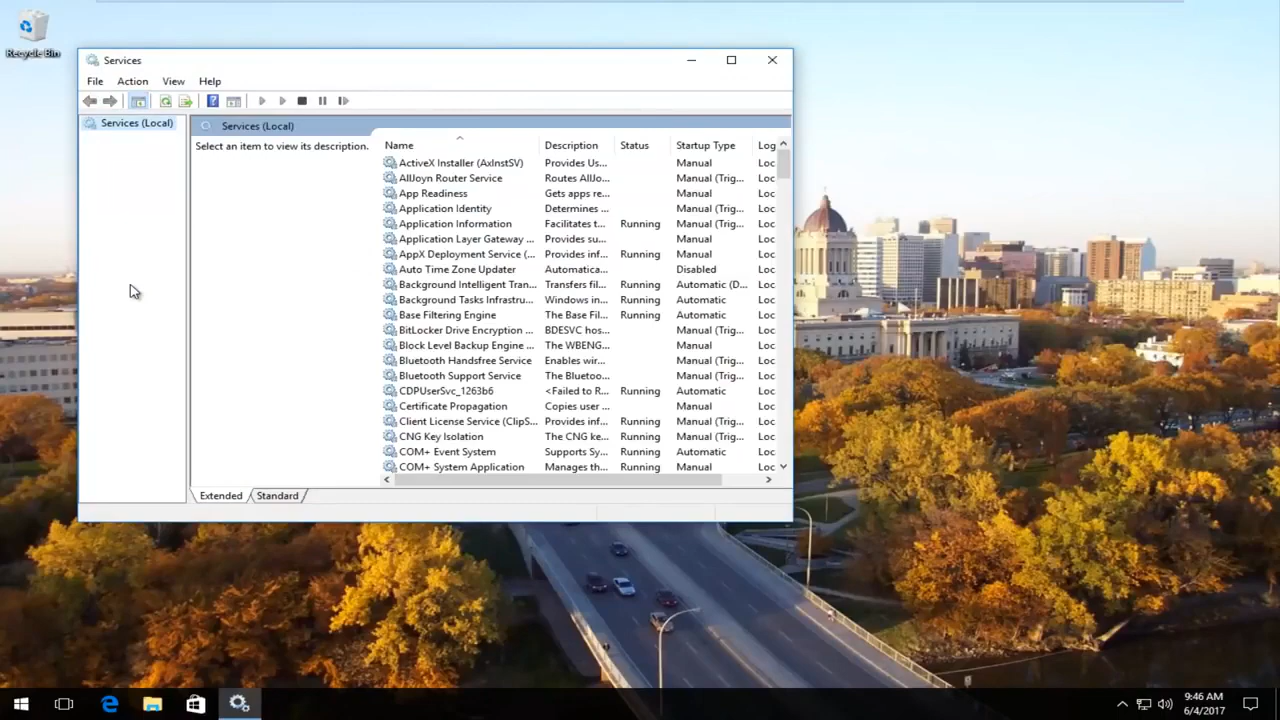 Recycle Bin
Services
File Action View Help
Services (Local)
Services (Local)
Select an item to view its description.
Name Description Status Startup Type Log
ActiveX Installer (AxInstSV) Provides Us... Manual Loc
AllJoyn Router Service Routes AllJo... Manual (Trig... Loc
App Readiness Gets apps re... Manual Loc
Application Identity Determines ... Manual (Trig... Loc
Application Information Facilitates t... Running Manual (Trig... Loc
Application Layer Gateway ... Provides su... Manual Loc
AppX Deployment Service (... Provides inf... Running Manual Loc
Auto Time Zone Updater Automatica... Disabled Loc
Background Intelligent Tran... Transfers fil... Running Automatic (D... Loc
Background Tasks Infrastru... Windows in... Running Automatic Loc
Base Filtering Engine The Base Fil... Running Automatic Loc
BitLocker Drive Encryption ... BDESVC hos... Manual (Trig... Loc
Block Level Backup Engine ... The WBENG... Manual Loc
Bluetooth Handsfree Service Enables wir... Manual (Trig... Loc
Bluetooth Support Service The Bluetoo... Manual (Trig... Loc
CDPUserSvc_1263b6 <Failed to R... Running Automatic Loc
Certificate Propagation Copies user ... Manual Loc
Client License Service (ClipS... Provides inf... Running Manual (Trig... Loc
CNG Key Isolation The CNG ke... Running Manual (Trig... Loc
COM+ Event System Supports Sy... Running Automatic Loc
COM+ System Application Manages th... Running Manual Loc
Extended Standard
9:46 AM
6/4/2017